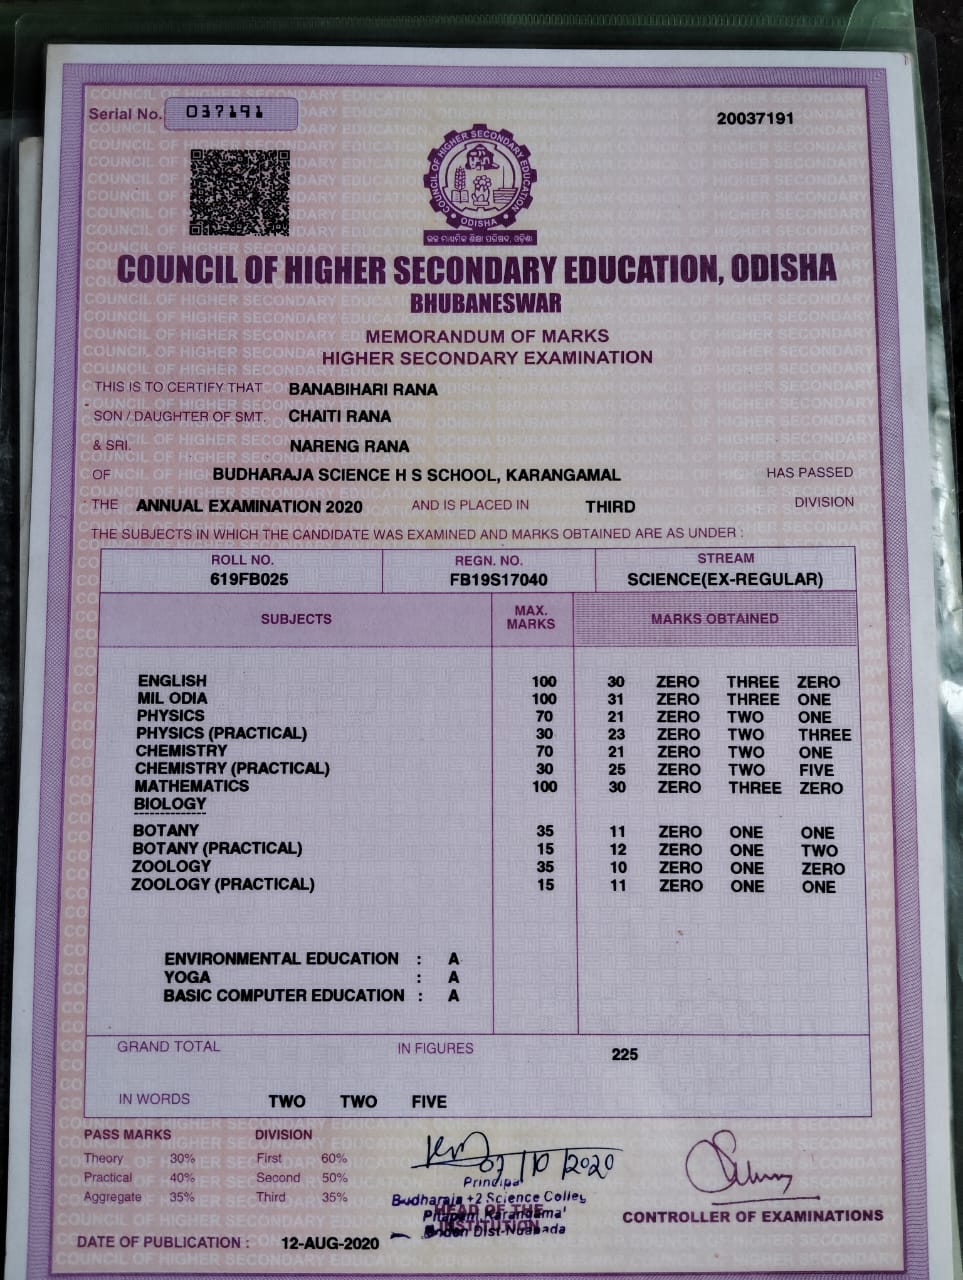 Serial No. 037191
20037191
COUNCIL OF HIGHER SECONDARY EDUCATION
ODISHA
COUNCIL OF HIGHER SECONDARY EDUCATION, ODISHA
BHUBANESWAR
MEMORANDUM OF MARKS
HIGHER SECONDARY EXAMINATION
THIS IS TO CERTIFY THAT BANABIHARI RANA
SON / DAUGHTER OF SMT. CHAITI RANA
& SRI. NARENG RANA
OF BUDHARAJA SCIENCE H S SCHOOL, KARANGAMAL HAS PASSED
THE ANNUAL EXAMINATION 2020 AND IS PLACED IN THIRD DIVISION
THE SUBJECTS IN WHICH THE CANDIDATE WAS EXAMINED AND MARKS OBTAINED ARE AS UNDER :
ROLL NO. REGN. NO. STREAM
619FB025 FB19S17040 SCIENCE(EX-REGULAR)
SUBJECTS MAX. MARKS MARKS OBTAINED
ENGLISH 100 30 ZERO THREE ZERO
MIL ODIA 100 31 ZERO THREE ONE
PHYSICS 70 21 ZERO TWO ONE
PHYSICS (PRACTICAL) 30 23 ZERO TWO THREE
CHEMISTRY 70 21 ZERO TWO ONE
CHEMISTRY (PRACTICAL) 30 25 ZERO TWO FIVE
MATHEMATICS 100 30 ZERO THREE ZERO
BIOLOGY
BOTANY 35 11 ZERO ONE ONE
BOTANY (PRACTICAL) 15 12 ZERO ONE TWO
ZOOLOGY 35 10 ZERO ONE ZERO
ZOOLOGY (PRACTICAL) 15 11 ZERO ONE ONE
ENVIRONMENTAL EDUCATION : A
YOGA : A
BASIC COMPUTER EDUCATION : A
GRAND TOTAL IN FIGURES 225
IN WORDS TWO TWO FIVE
PASS MARKS DIVISION
Theory 30% First 60%
Practical 40% Second 50%
Aggregate 35% Third 35%
07/10/2020
Principal
Budharaja +2 Science
HEAD OF THE
INSTITUTION
CONTROLLER OF EXAMINATIONS
DATE OF PUBLICATION : 12-AUG-2020